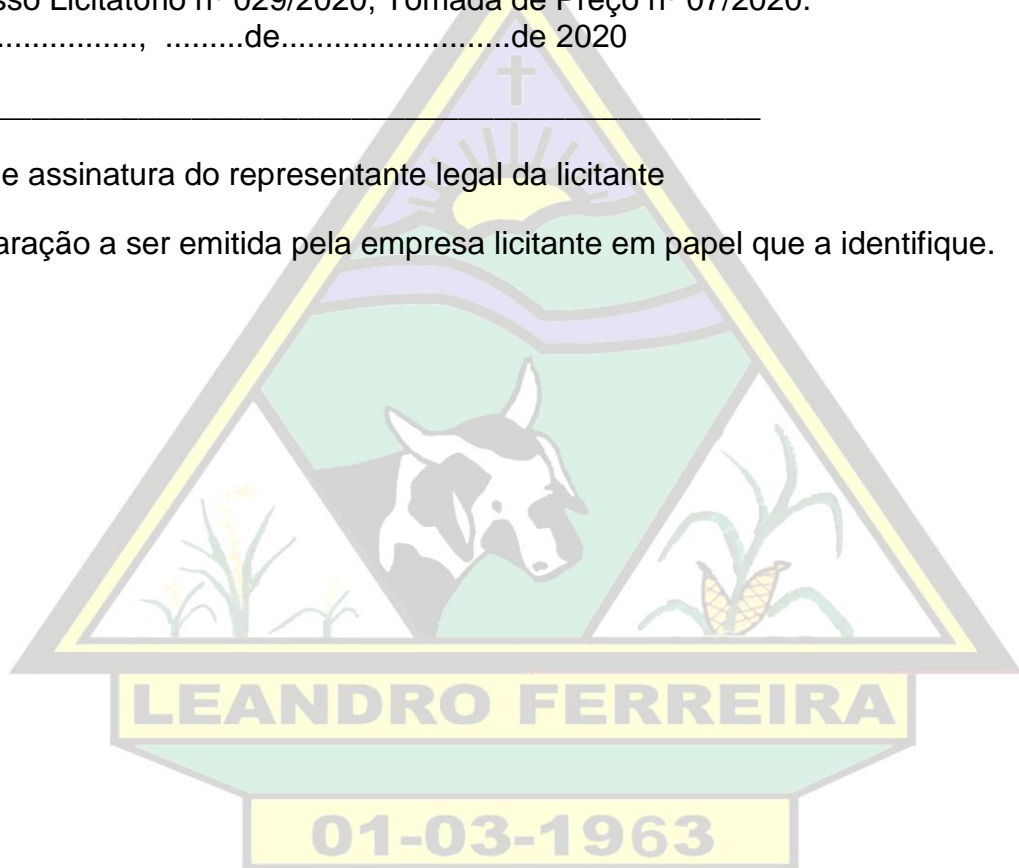 sso Licitatório nº 029/2020, Tomada de Preço nº 07/2020.
................, .........de..........................de 2020
____________________________________________
e assinatura do representante legal da licitante
aração a ser emitida pela empresa licitante em papel que a identifique.
LEANDRO FERREIRA
01-03-1963